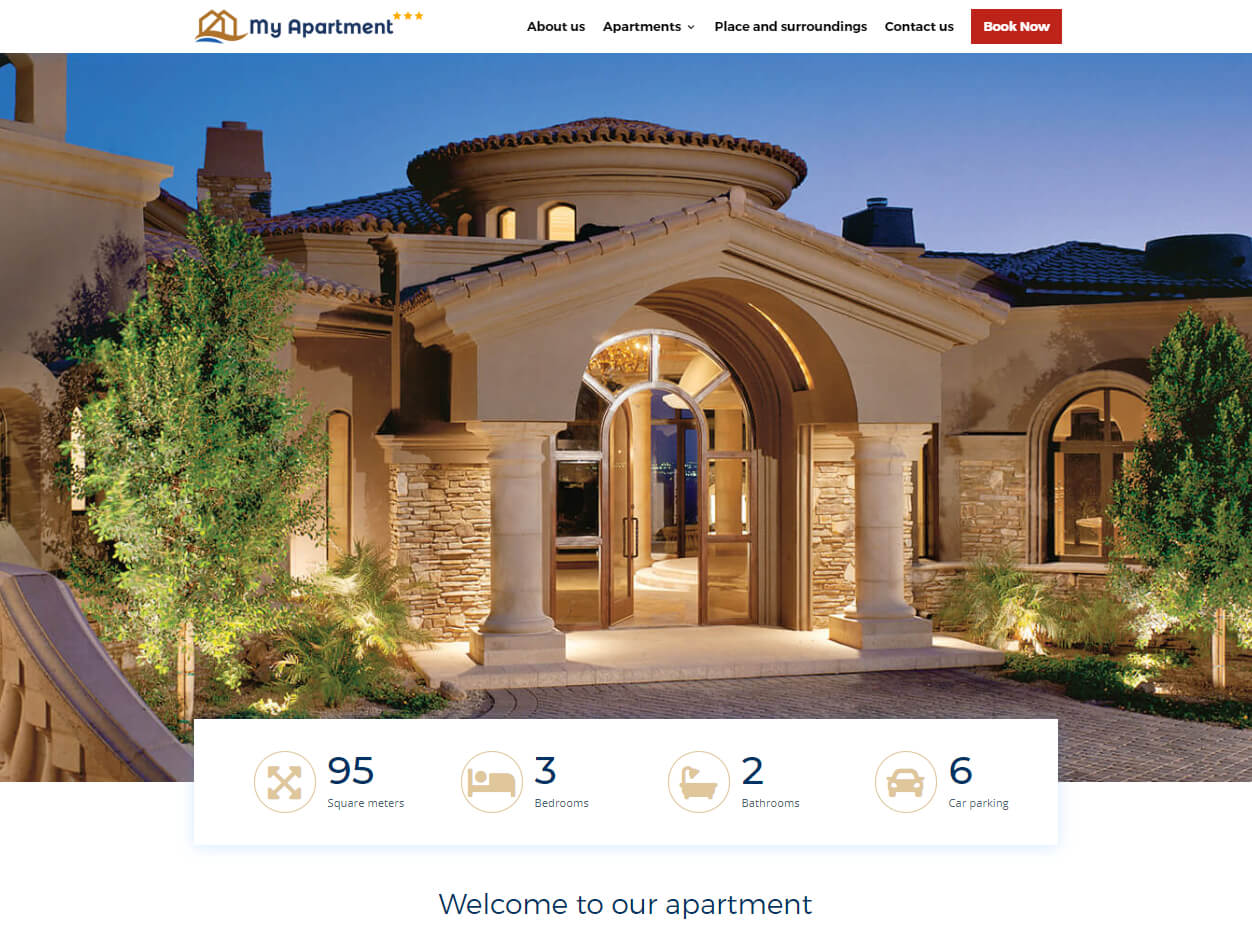 My Apartment
About us
Apartments
Place and surroundings
Contact us
Book Now
95
Square meters
3
Bedrooms
2
Bathrooms
6
Car parking
Welcome to our apartment